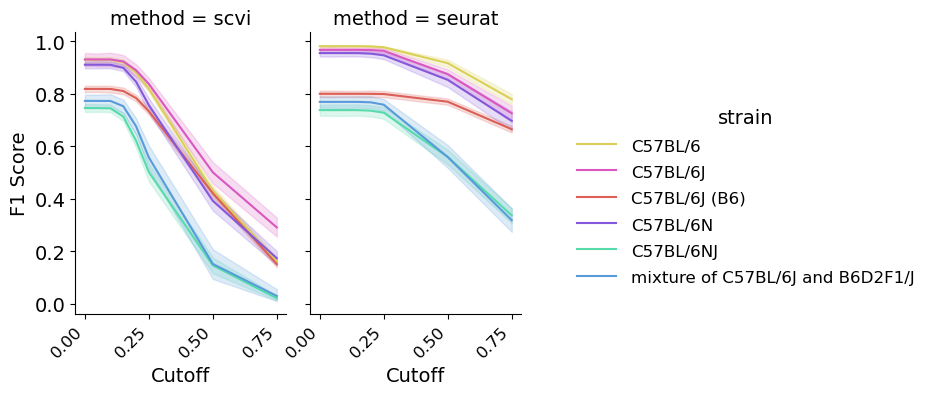 method = scvi
method = seurat
1.0
0.8
0.6
0.4
0.2
0.0
F1 Score
0.00
0.25
0.50
0.75
Cutoff
0.00
0.25
0.50
0.75
Cutoff
strain
C57BL/6
C57BL/6J
C57BL/6J (B6)
C57BL/6N
C57BL/6NJ
mixture of C57BL/6J and B6D2F1/J